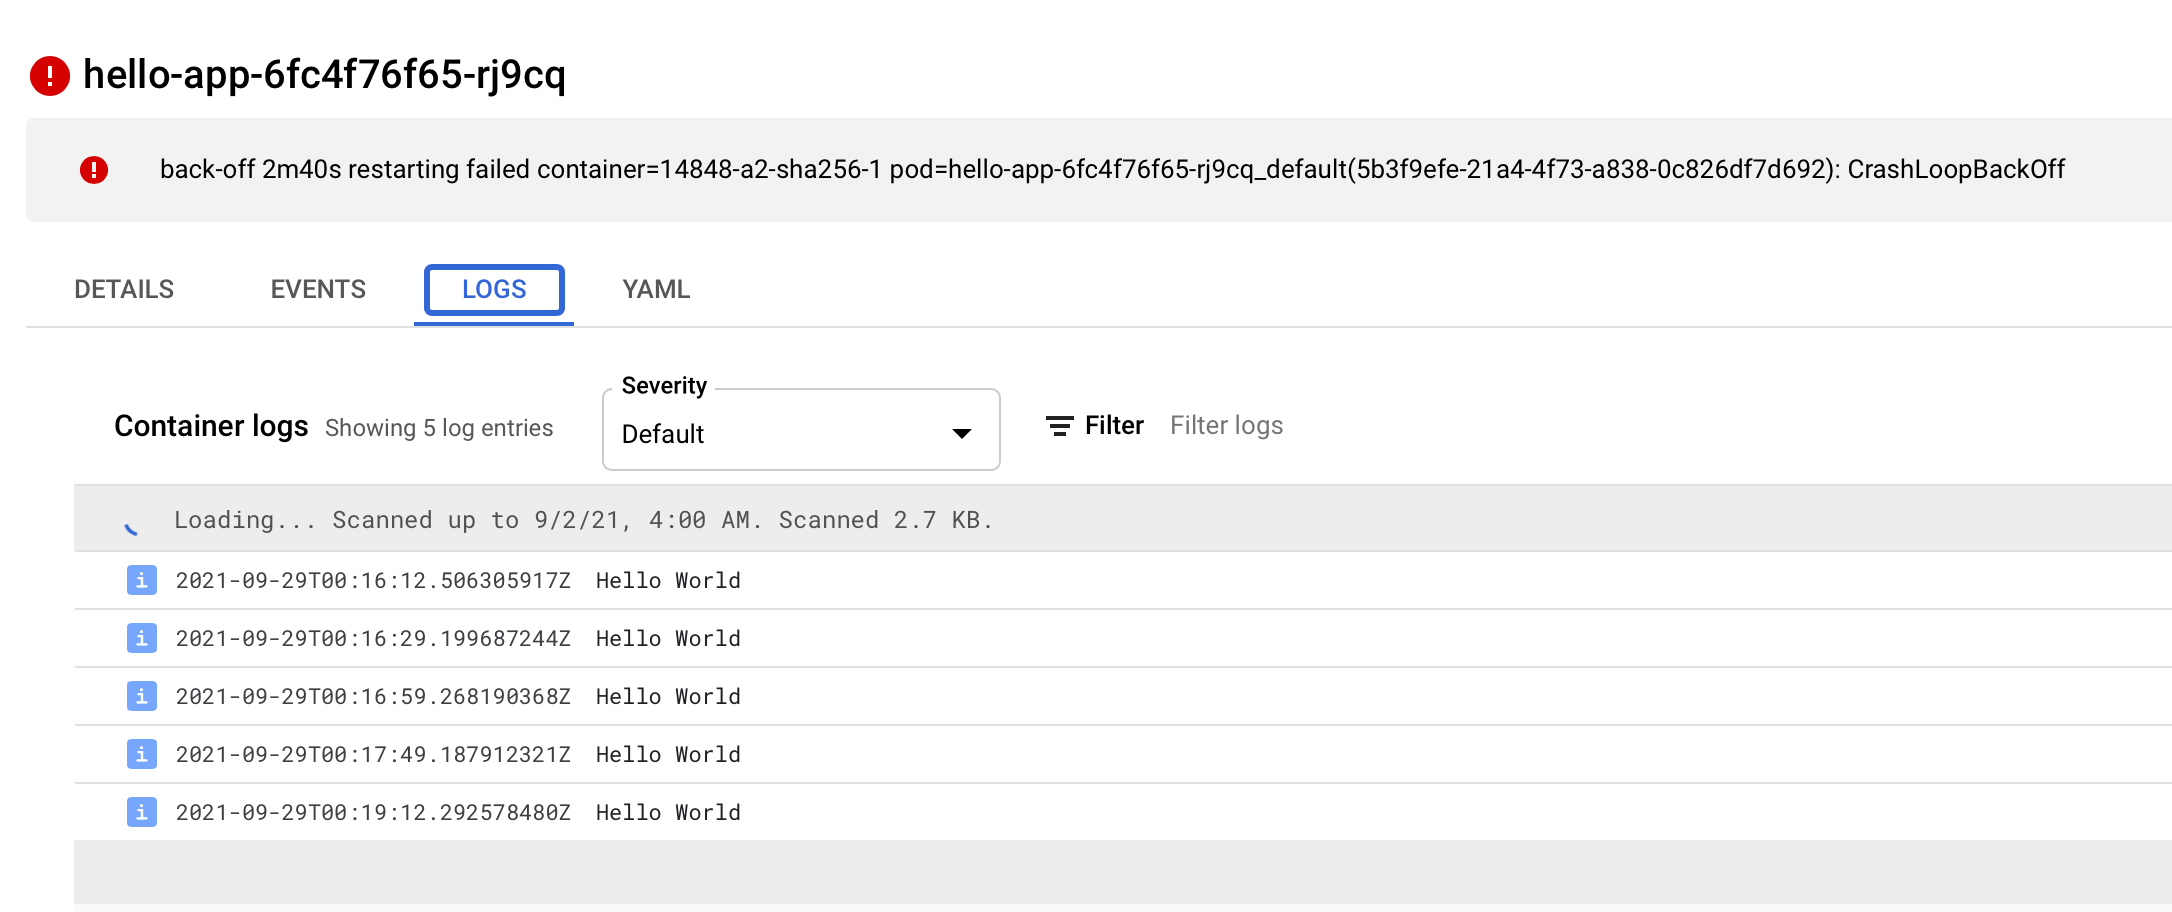 hello-app-6fc4f76f65-rj9cq
back-off 2m40s restarting failed container=14848-a2-sha256-1 pod=hello-app-6fc4f76f65-rj9cq_default(5b3f9efe-21a4-4f73-a838-0c826df7d692): CrashLoopBackOff
DETAILS EVENTS LOGS YAML
Severity
Container logs Showing 5 log entries Default Filter Filter logs
Loading... Scanned up to 9/2/21, 4:00 AM. Scanned 2.7 KB.
i 2021-09-29T00:16:12.506305917Z Hello World
i 2021-09-29T00:16:29.199687244Z Hello World
i 2021-09-29T00:16:59.268190368Z Hello World
i 2021-09-29T00:17:49.187912321Z Hello World
i 2021-09-29T00:19:12.292578480Z Hello World